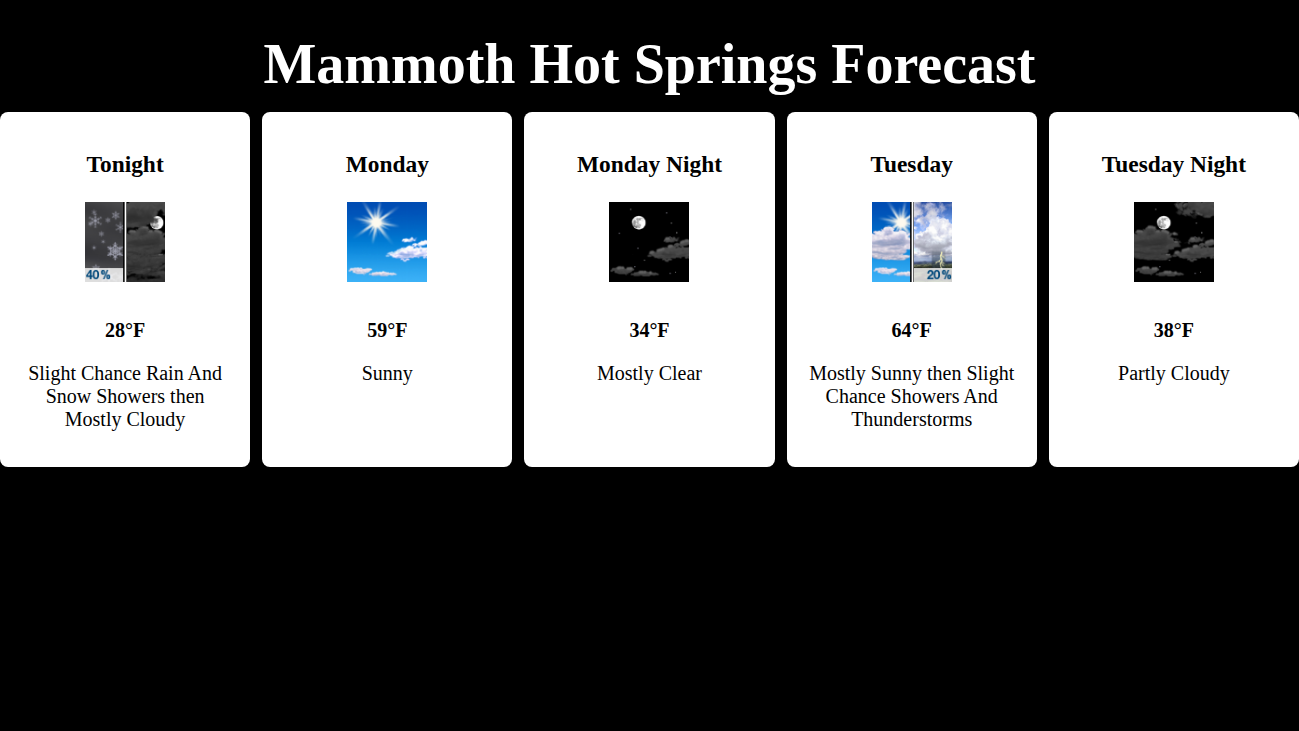 Mammoth Hot Springs Forecast
Tonight
40%
28°F
Slight Chance Rain And
Snow Showers then
Mostly Cloudy
Monday
59°F
Sunny
Monday Night
34°F
Mostly Clear
Tuesday
20%
64°F
Mostly Sunny then Slight
Chance Showers And
Thunderstorms
Tuesday Night
38°F
Partly Cloudy